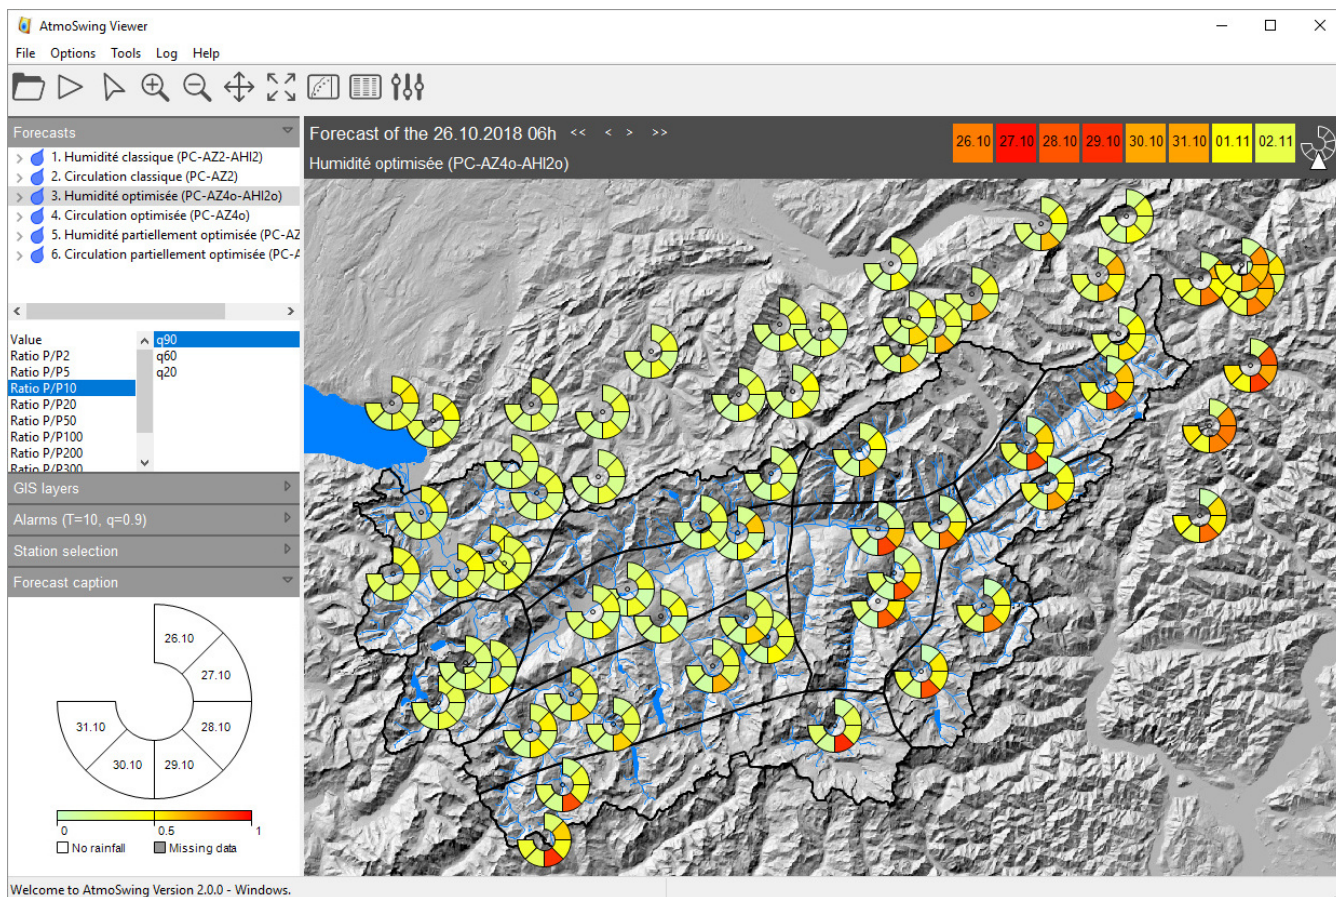 AtmoSwing Viewer
File Options Tools Log Help
Forecasts
1. Humidité classique (PC-AZ2-AHI2)
2. Circulation classique (PC-AZ2)
3. Humidité optimisée (PC-AZ4o-AHI2o)
4. Circulation optimisée (PC-AZ4o)
5. Humidité partiellement optimisée (PC-AZ
6. Circulation partiellement optimisée (PC-A
Value
Ratio P/P2
Ratio P/P5
Ratio P/P10
Ratio P/P20
Ratio P/P50
Ratio P/P100
Ratio P/P200
Ratio P/P300
q90
q60
q20
GIS layers
Alarms (T=10, q=0.9)
Station selection
Forecast caption
26.10
27.10
28.10
29.10
30.10
31.10
0 0.5 1
No rainfall Missing data
Forecast of the 26.10.2018 06h << < > >>
Humidité optimisée (PC-AZ4o-AHI2o)
26.10 27.10 28.10 29.10 30.10 31.10 01.11 02.11
Welcome to AtmoSwing Version 2.0.0 - Windows.